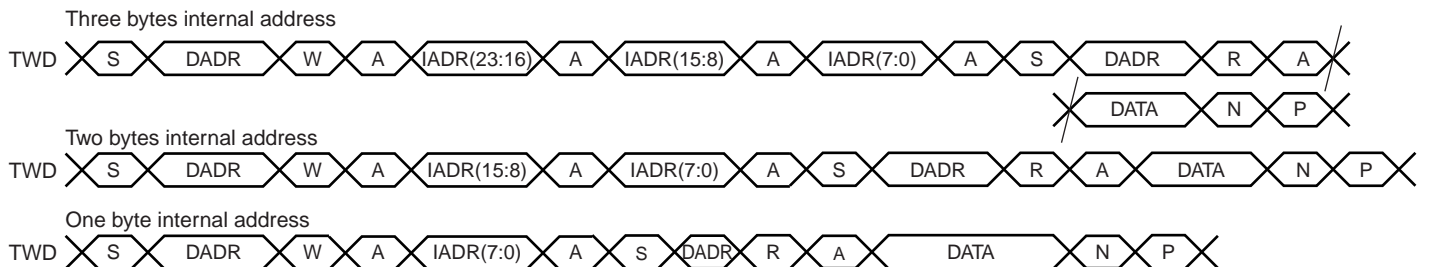 Three bytes internal address
TWD S DADR W A IADR(23:16) A IADR(15:8) A IADR(7:0) A S DADR R A
DATA N P
Two bytes internal address
TWD S DADR W A IADR(15:8) A IADR(7:0) A S DADR R A DATA N P
One byte internal address
TWD S DADR W A IADR(7:0) A S DADR R A DATA N P